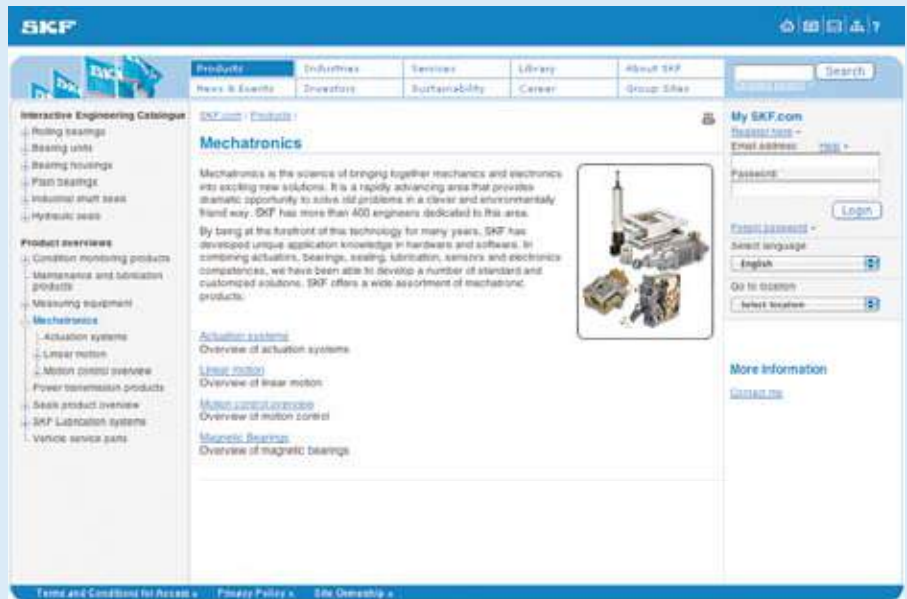 SKF
?
Products
Industries
Services
Library
About SKF
Search
News & Events
Investors
Sustainability
Career
Group Sites
Interactive Engineering Catalogue
Rolling bearings
Bearing units
Bearing housings
Plain bearings
Industrial shaft seals
Hydraulic seals
Product overviews
Condition monitoring products
Maintenance and lubrication
products
Measuring equipment
Mechatronics
Actuation systems
Linear motion
Motion control overview
Power transmission products
Seals product overview
SKF Lubrication systems
Vehicle service parts
SKF.com / Products /
Mechatronics
Mechatronics is the science of bringing together mechanics and electronics
into exciting new solutions. It is a rapidly advancing area that provides
dramatic opportunity to solve old problems in a clever and environmentally
friend way. SKF has more than 400 engineers dedicated to this area.
By being at the forefront of this technology for many years, SKF has
developed unique application knowledge in hardware and software. In
combining actuators, bearings, sealing, lubrication, sensors and electronics
competences, we have been able to develop a number of standard and
customized solutions. SKF offers a wide assortment of mechatronic
products.
Actuation systems
Overview of actuation systems
Linear motion
Overview of linear motion
Motion control overview
Overview of motion control
Magnetic Bearings
Overview of magnetic bearings
My SKF.com
Register here
Email address:
Help
Password:
Login
Forgot password
Select language
English
Go to location
Select location
More Information
Contact me
Terms and Conditions for Access
Privacy Policy
Site Ownership